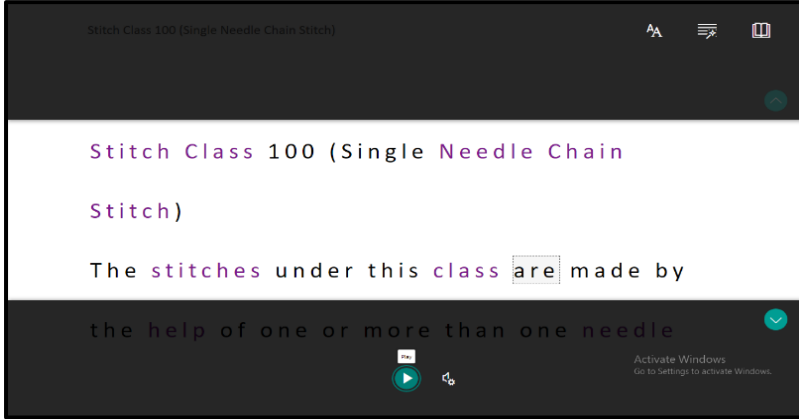 Stitch Class 100 (Single Needle Chain Stitch)
AA
Stitch Class 100 (Single Needle Chain
Stitch)
The stitches under this class are made by
the help of one or more than one needle
Play
Activate Windows
Go to Settings to activate Windows.